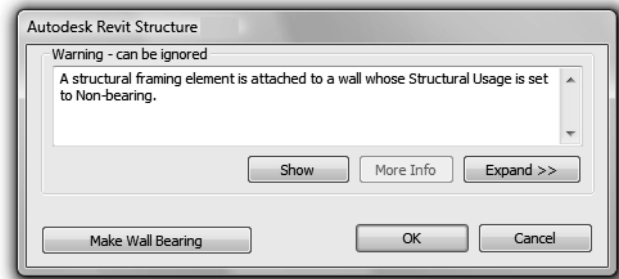 Autodesk Revit Structure
Warning - can be ignored
A structural framing element is attached to a wall whose Structural Usage is set
to Non-bearing.
Show
More Info
Expand >>
Make Wall Bearing
OK
Cancel